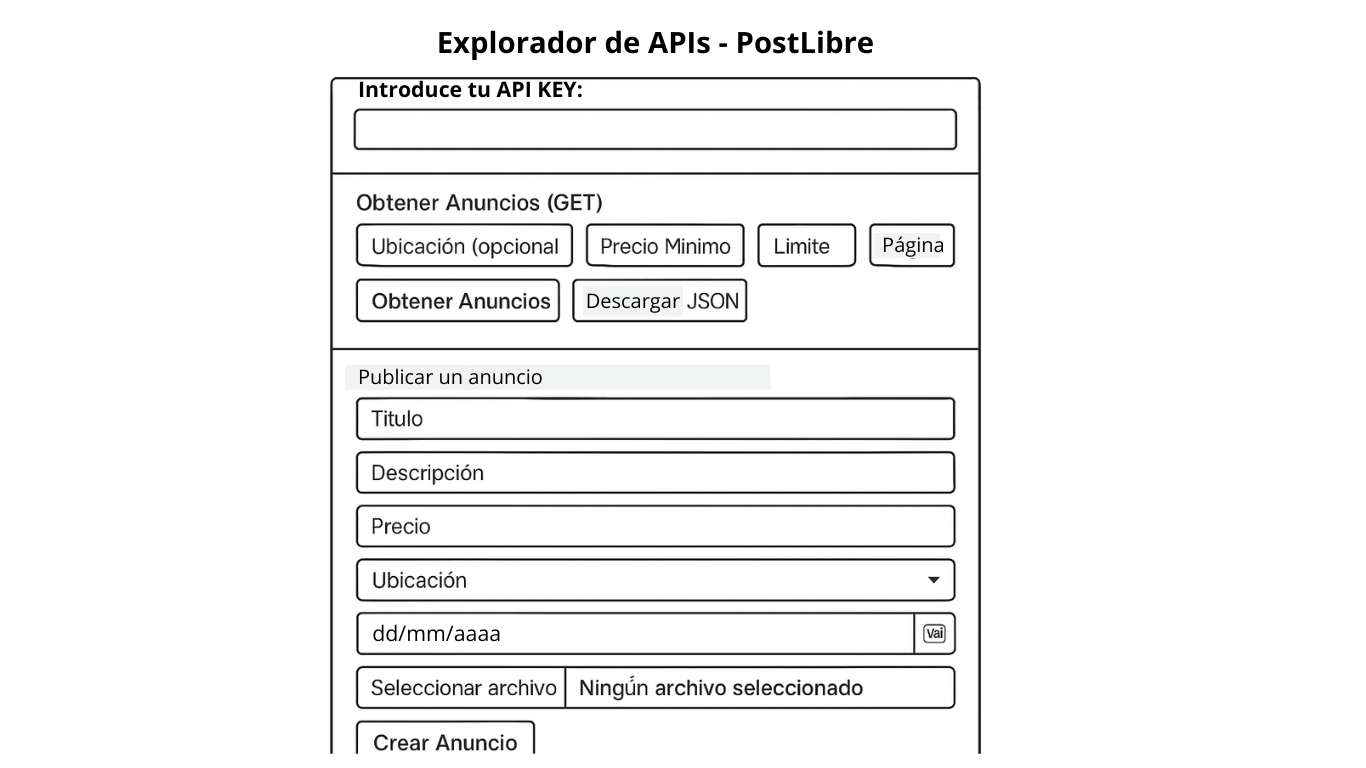 Explorador de APIs - PostLibre
Introduce tu API KEY:
Obtener Anuncios (GET)
Ubicación (opcional Precio Minimo Limite Página
Obtener Anuncios Descargar JSON
Publicar un anuncio
Titulo
Descripción
Precio
Ubicación
dd/mm/aaaa Vai
Seleccionar archivo Ningún archivo seleccionado
Crear Anuncio